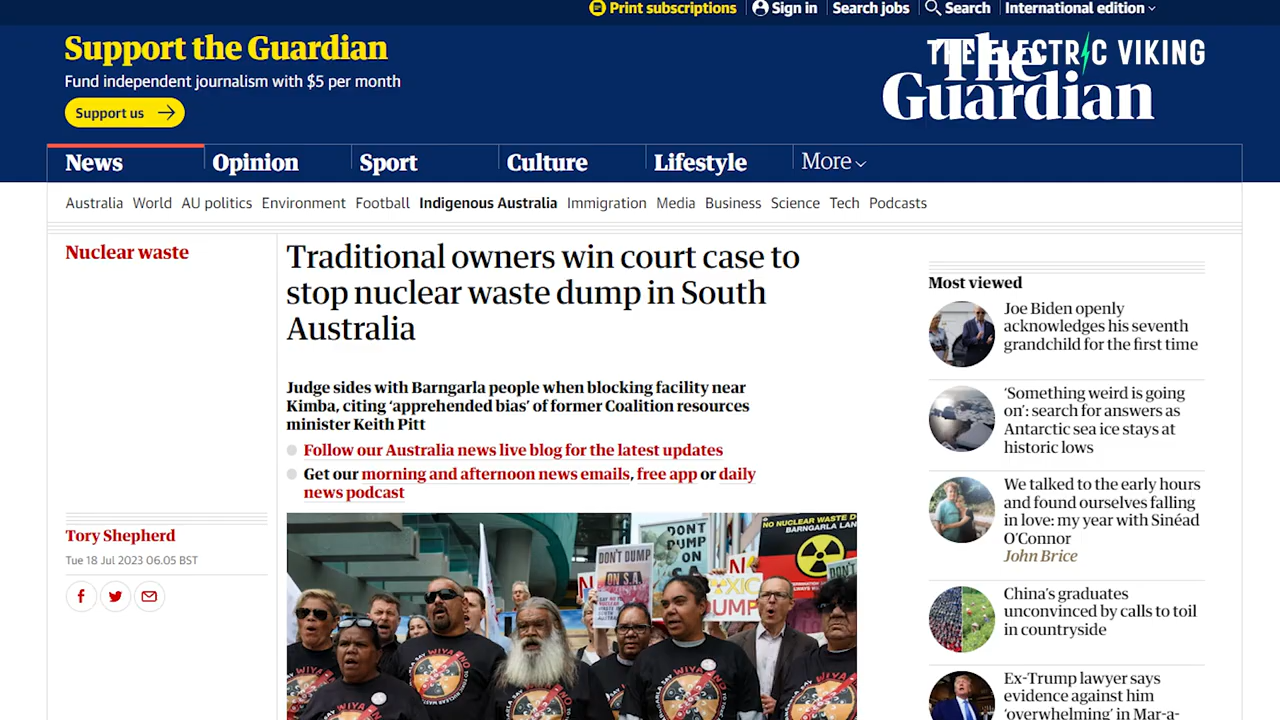 Print subscriptions
Sign in
Search jobs
Search
International edition
Support the Guardian
Fund independent journalism with $5 per month
Support us
THE ELECTRIC VIKING
The
Guardian
News
Opinion
Sport
Culture
Lifestyle
More
Australia World AU politics Environment Football Indigenous Australia Immigration Media Business Science Tech Podcasts
Nuclear waste
Traditional owners win court case to
stop nuclear waste dump in South
Australia
Judge sides with Barngarla people when blocking facility near
Kimba, citing ‘apprehended bias’ of former Coalition resources
minister Keith Pitt
Follow our Australia news live blog for the latest updates
Get our morning and afternoon news emails, free app or daily
news podcast
Tory Shepherd
Tue 18 Jul 2023 06.05 BST
DON'T DUMP
ON S.A.
DON'T
DUMP
ON
S.A.
NO NUCLEAR WASTE D
BARNGARLA LAN
DUMP
Most viewed
Joe Biden openly
acknowledges his seventh
grandchild for the first time
‘Something weird is going
on’: search for answers as
Antarctic sea ice stays at
historic lows
We talked to the early hours
and found ourselves falling
in love: my year with Sinéad
O’Connor
John Brice
China’s graduates
unconvinced by calls to toil
in countryside
Ex-Trump lawyer says
evidence against him
‘overwhelming’ in Mar-a-